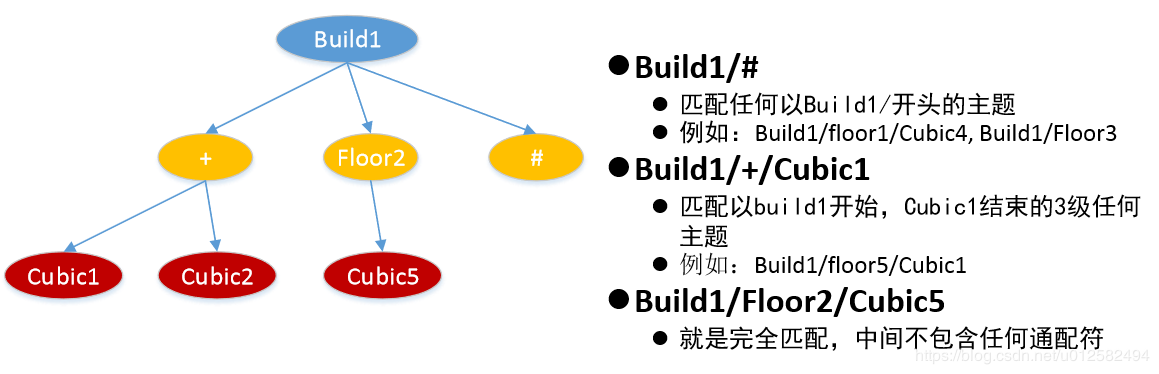 Build1
+
Floor2
#
Cubic1
Cubic2
Cubic5
●Build1/#
● 匹配任何以Build1/开头的主题
● 例如：Build1/floor1/Cubic4, Build1/Floor3
●Build1/+/Cubic1
● 匹配以build1开始，Cubic1结束的3级任何
主题
● 例如：Build1/floor5/Cubic1
●Build1/Floor2/Cubic5
● 就是完全匹配，中间不包含任何通配符
https://blog.csdn.net/u012582494